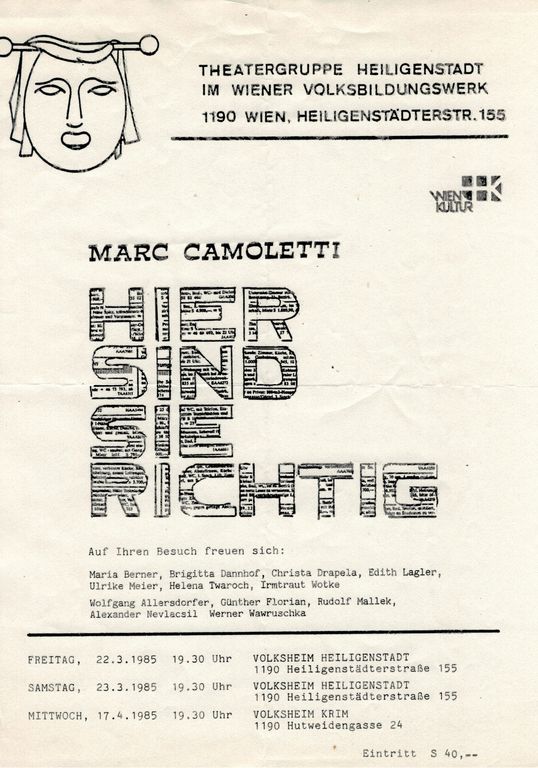 THEATERGRUPPE HEILIGENSTADT
IM WIENER VOLKSBILDUNGSWERK
1190 WIEN, HEILIGENSTÄDTERSTR. 155
WIEN
KULTUR
MARC CAMOLETTI
HIER
SIND
SIE
RICHTIG
Auf Ihren Besuch freuen sich:
Maria Berner, Brigitta Dannhof, Christa Drapela, Edith Lagler,
Ulrike Meier, Helena Twaroch, Irmtraut Wotke
Wolfgang Allersdorfer, Günther Florian, Rudolf Mallek,
Alexander Nevlacsil Werner Wawruschka
FREITAG, 22.3.1985 19.30 Uhr VOLKSHEIM HEILIGENSTADT
1190 Heiligenstädterstraße 155
SAMSTAG, 23.3.1985 19.30 Uhr VOLKSHEIM HEILIGENSTADT
1190 Heiligenstädterstraße 155
MITTWOCH, 17.4.1985 19.30 Uhr VOLKSHEIM KRIM
1190 Hutweidengasse 24
Eintritt S 40,--